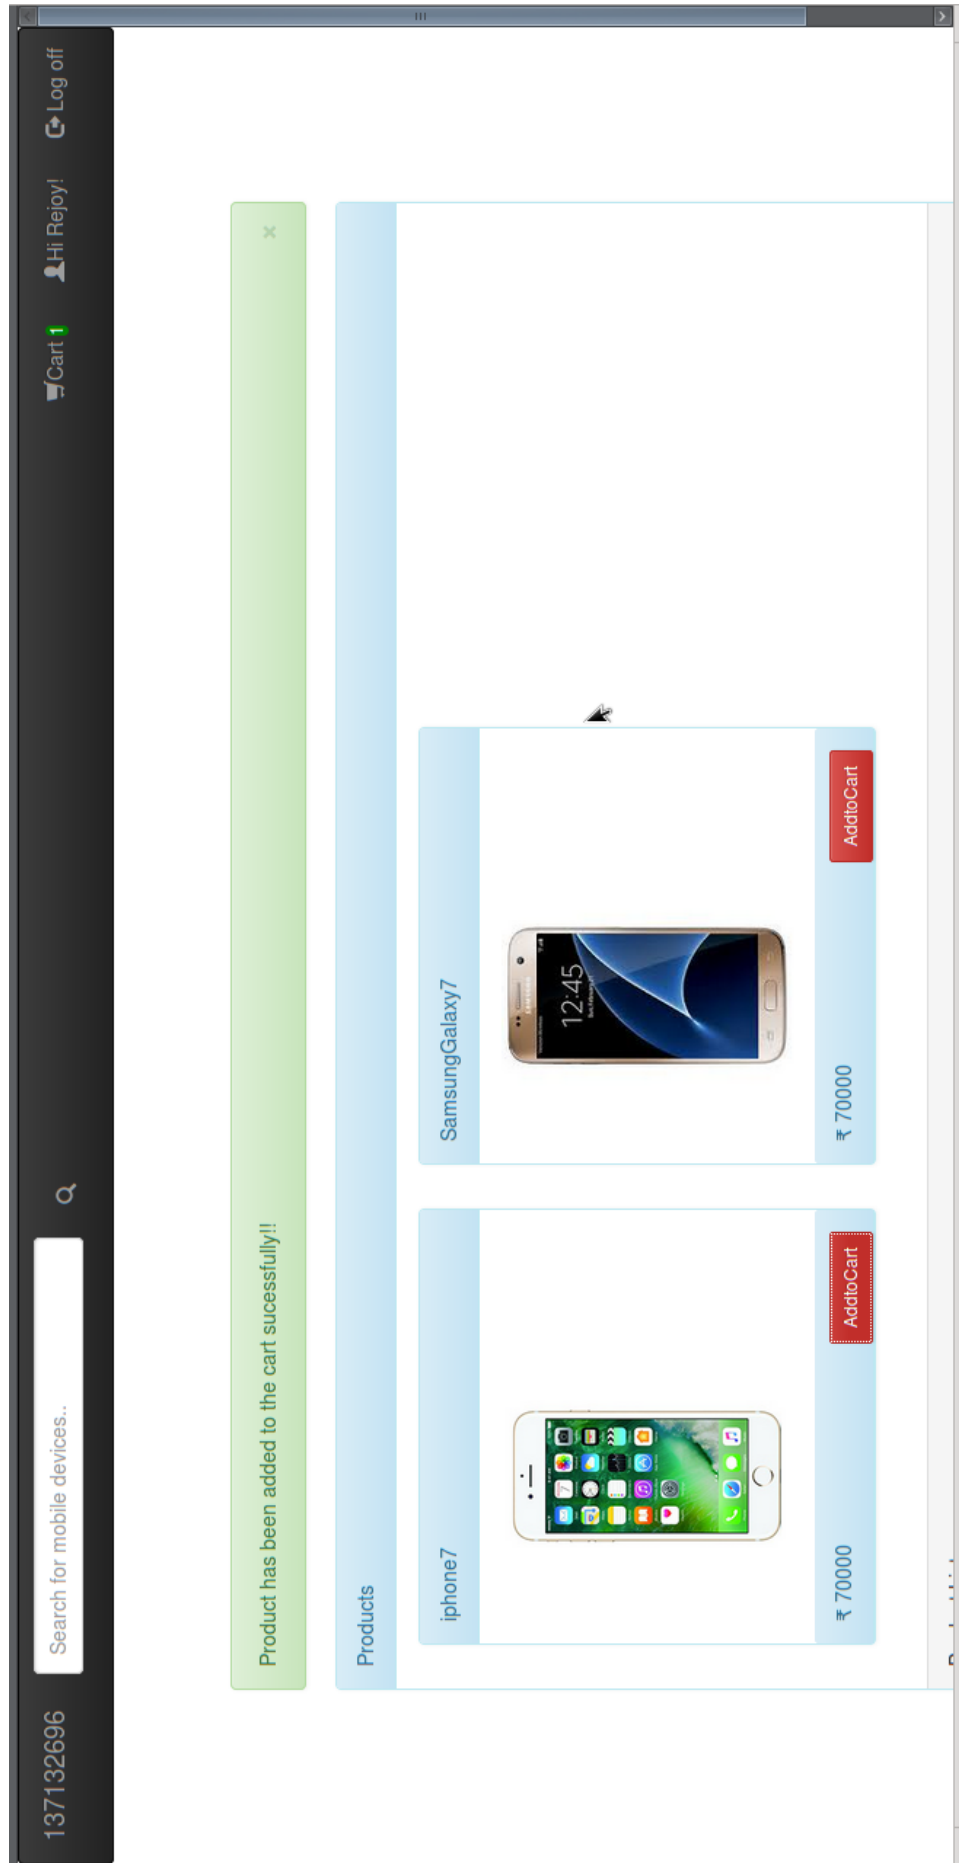 137132696 Search for mobile devices.. Cart 1 Hi Rejoy! Log off
Product has been added to the cart sucessfully!! ×
Products
iphone7 SamsungGalaxy7
12:45
₹ 70000 AddtoCart ₹ 70000 AddtoCart